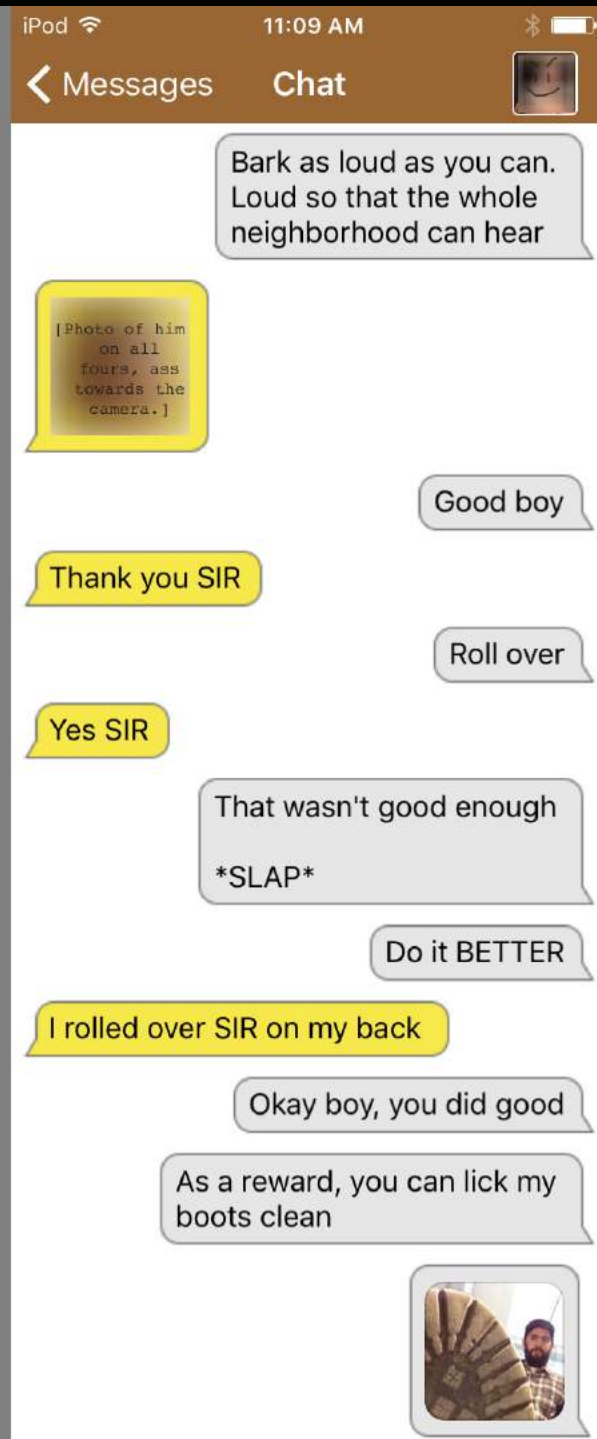 iPod 11:09 AM
Messages Chat
Bark as loud as you can.
Loud so that the whole
neighborhood can hear
[Photo of him
on all
fours, ass
towards the
camera.]
Good boy
Thank you SIR
Roll over
Yes SIR
That wasn't good enough
*SLAP*
Do it BETTER
I rolled over SIR on my back
Okay boy, you did good
As a reward, you can lick my
boots clean